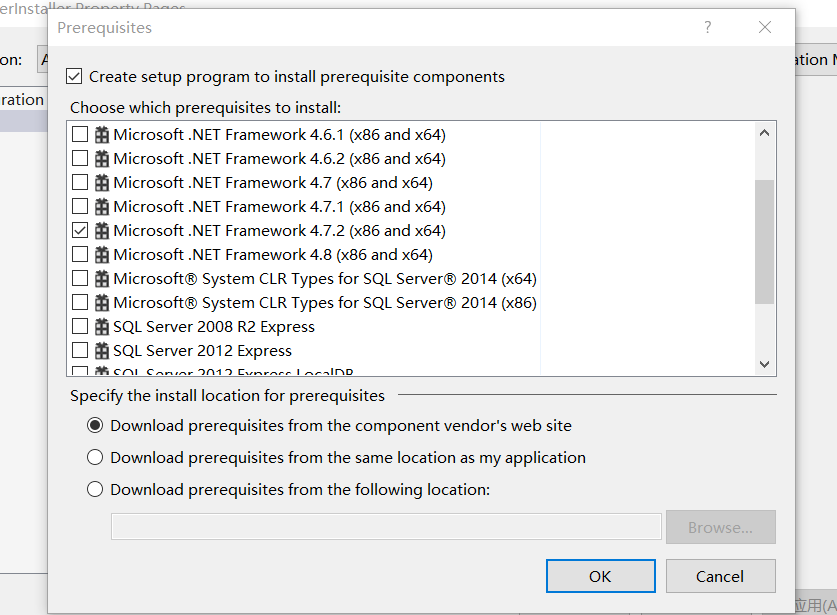 erInstaller Property Pages
Prerequisites
?
on:
A
ation M
ration
Create setup program to install prerequisite components
Choose which prerequisites to install:
Microsoft .NET Framework 4.6.1 (x86 and x64)
Microsoft .NET Framework 4.6.2 (x86 and x64)
Microsoft .NET Framework 4.7 (x86 and x64)
Microsoft .NET Framework 4.7.1 (x86 and x64)
Microsoft .NET Framework 4.7.2 (x86 and x64)
Microsoft .NET Framework 4.8 (x86 and x64)
Microsoft® System CLR Types for SQL Server® 2014 (x64)
Microsoft® System CLR Types for SQL Server® 2014 (x86)
SQL Server 2008 R2 Express
SQL Server 2012 Express
SQL Server 2012 Express LocalDB
Specify the install location for prerequisites
Download prerequisites from the component vendor's web site
Download prerequisites from the same location as my application
Download prerequisites from the following location:
Browse...
OK
Cancel
应用(A